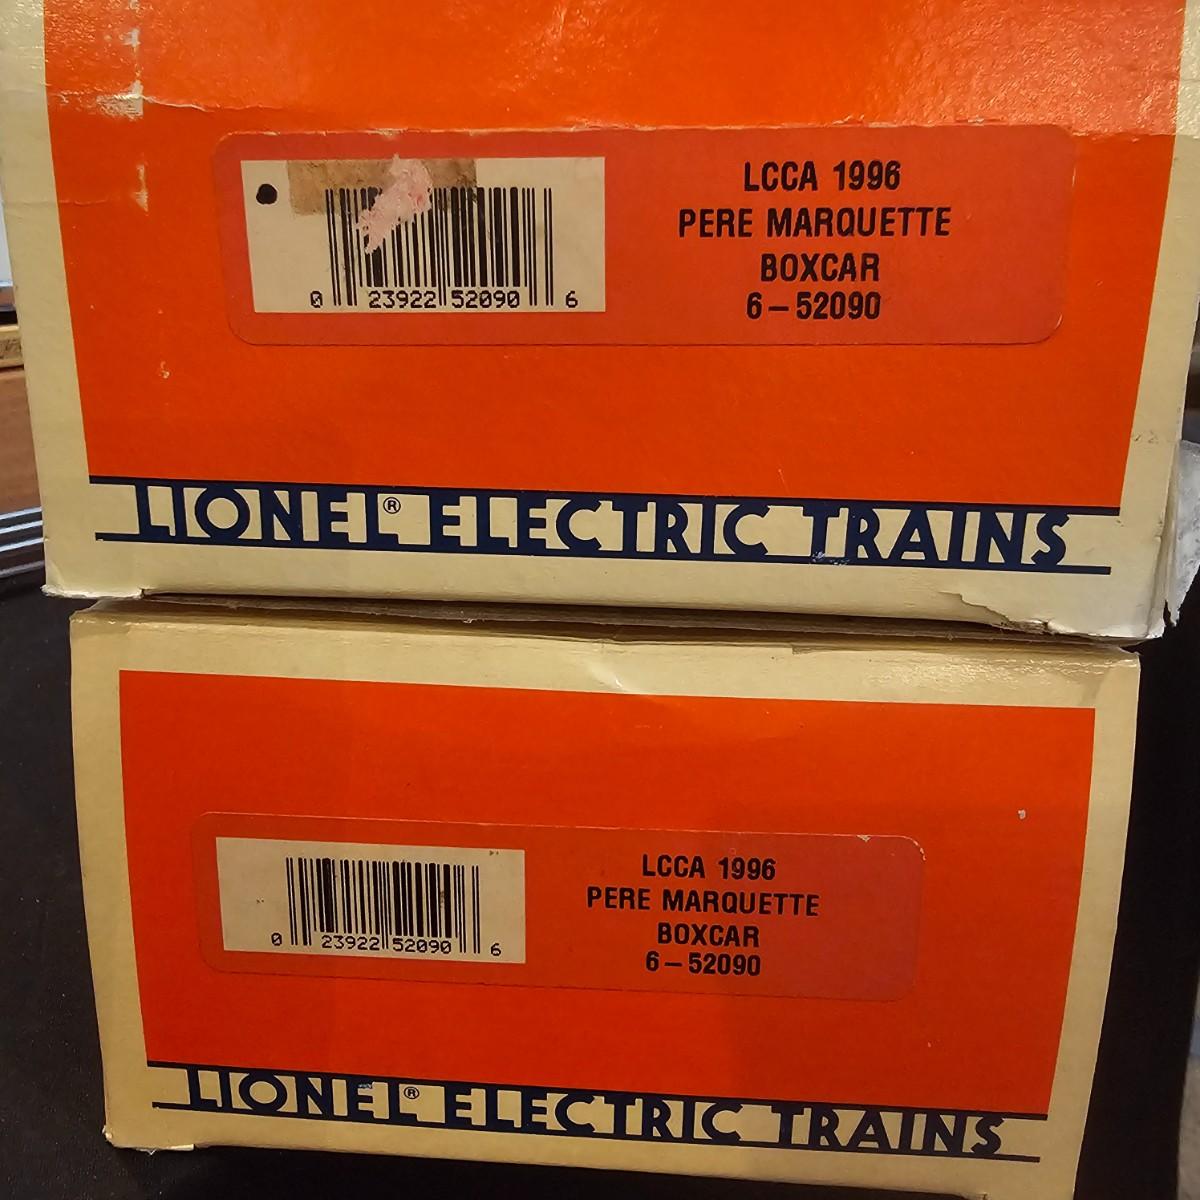 LCCA 1996
PERE MARQUETTE
BOXCAR
6-52090
0 23922 52090 6
LIONEL® ELECTRIC TRAINS
LCCA 1996
PERE MARQUETTE
BOXCAR
6-52090
0 23922 52090 6
LIONEL® ELECTRIC TRAINS